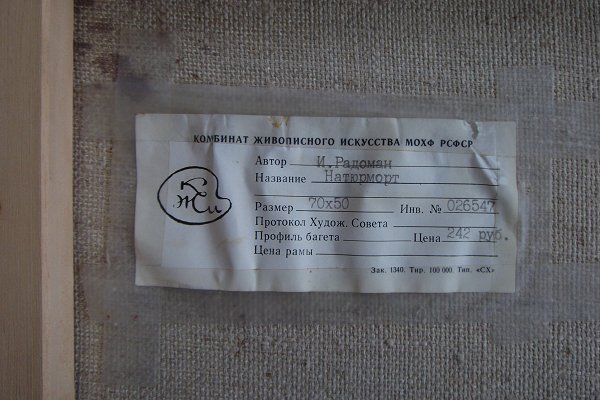 КОМБИНАТ ЖИВОПИСНОГО ИСКУССТВА МОХФ РСФСР
КЖИ
Автор И. Радоман
Название Натюрморт
Размер 70х50 Инв. № 026547
Протокол Худож. Совета
Профиль багета Цена 242 руб.
Цена рамы
Зак. 1340. Тир. 100 000. Тип. «СХ»